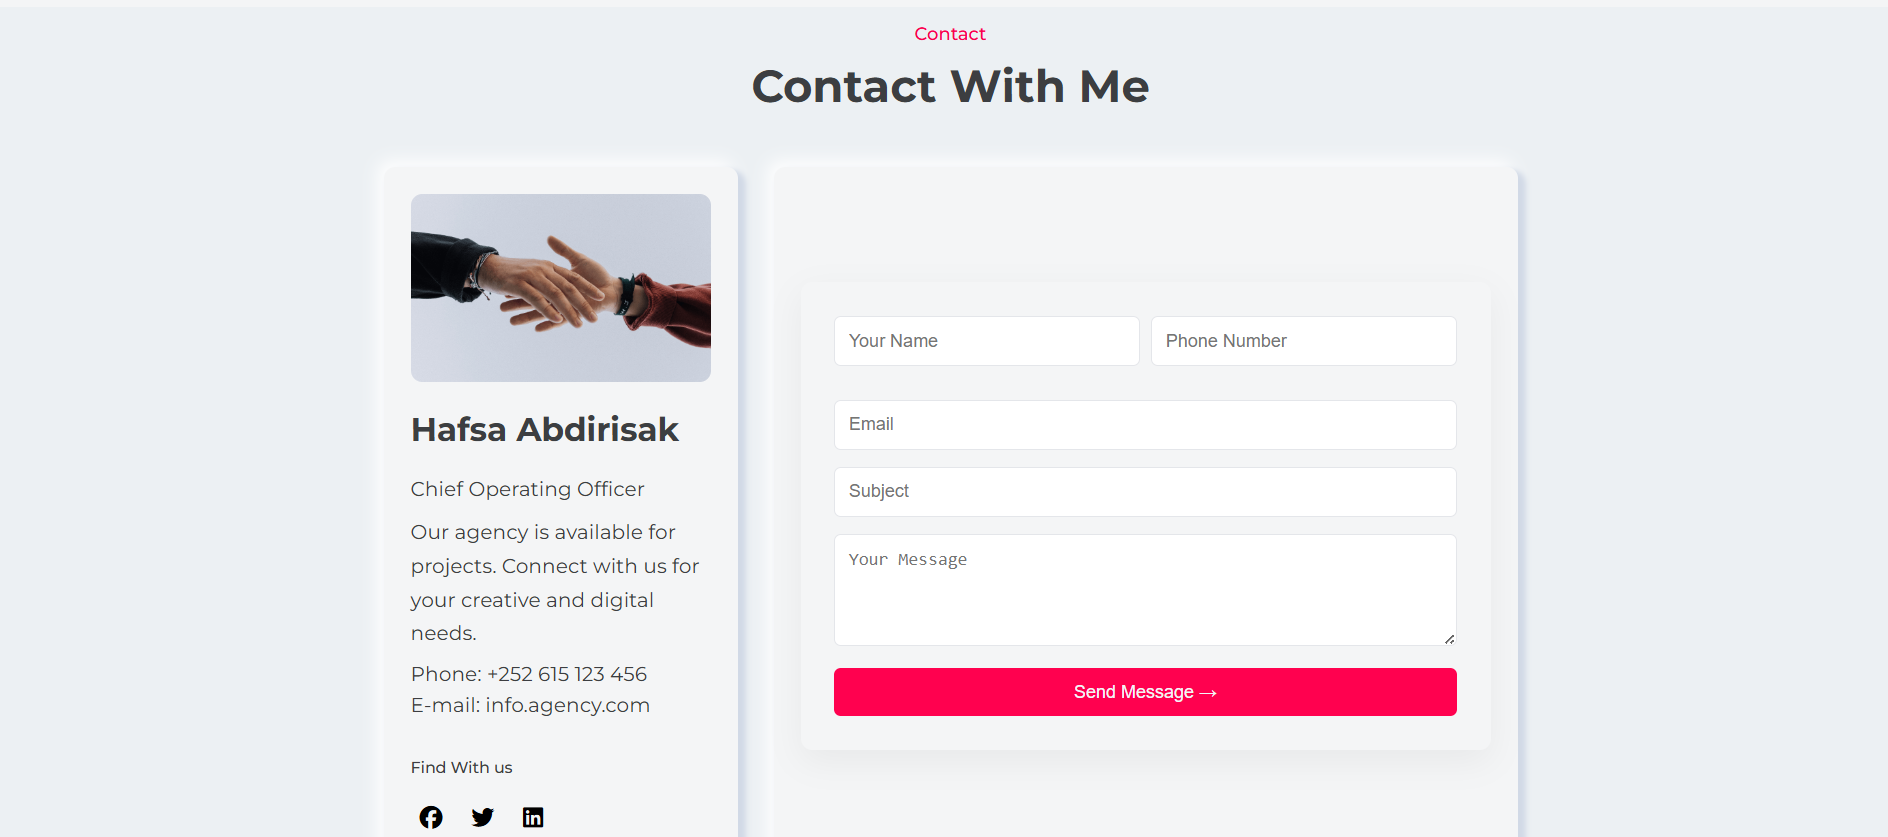 Contact
Contact With Me
Hafsa Abdirisak
Chief Operating Officer
Our agency is available for
projects. Connect with us for
your creative and digital
needs.
Phone: +252 615 123 456
E-mail: info.agency.com
Find With us
Your Name
Phone Number
Email
Subject
Your Message
Send Message →